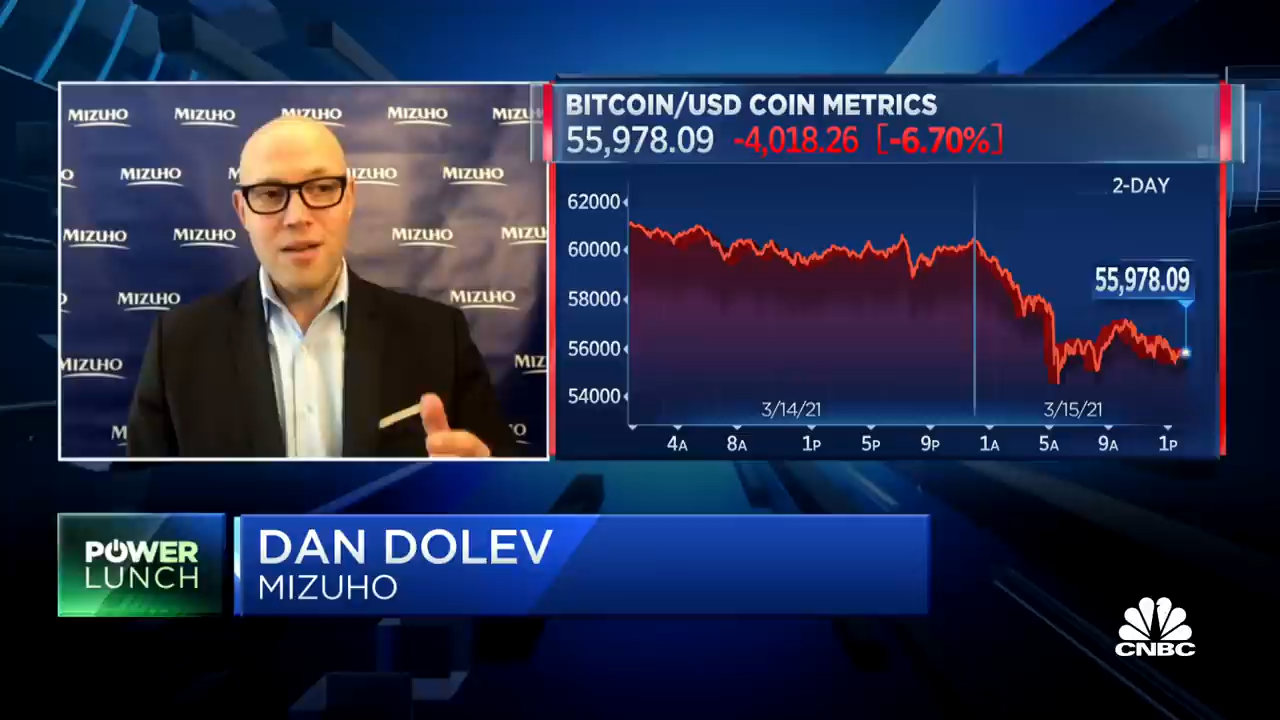 MIZUHO MIZUHO MIZUHO MIZUHO
MIZUHO MIZUHO MIZUHO
MIZUHO MIZUHO MIZUHO
MIZUHO MIZUHO
MIZUHO
BITCOIN/USD COIN METRICS
55,978.09 -4,018.26 [-6.70%]
2-DAY
62000
60000
58000
56000
54000
55,978.09
3/14/21 3/15/21
4A 8A 1P 5P 9P 1A 5A 9A 1P
POWER
LUNCH
DAN DOLEV
MIZUHO
CNBC